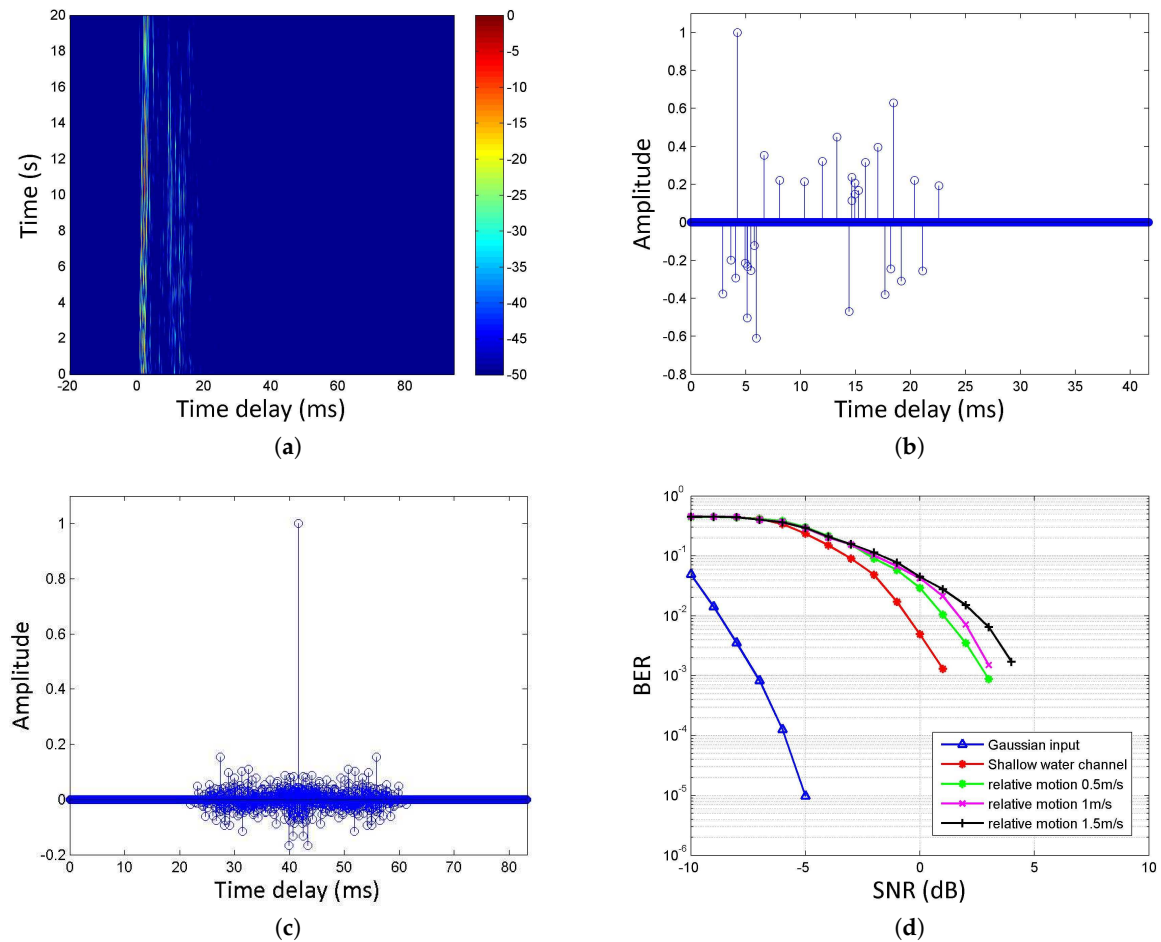 20
18
16
14
12
10
8
6
4
2
0
Time (s)
-20 0 20 40 60 80
Time delay (ms)
0
-5
-10
-15
-20
-25
-30
-35
-40
-45
-50
(a)
1
0.8
0.6
0.4
0.2
0
-0.2
-0.4
-0.6
-0.8
Amplitude
0 5 10 15 20 25 30 35 40
Time delay (ms)
(b)
1
0.8
0.6
0.4
0.2
0
-0.2
Amplitude
0 10 20 30 40 50 60 70 80
Time delay (ms)
(c)
10^0
10^-1
10^-2
10^-3
10^-4
10^-5
10^-6
BER
Gaussian input
Shallow water channel
relative motion 0.5m/s
relative motion 1m/s
relative motion 1.5m/s
-10 -5 0 5 10
SNR (dB)
(d)